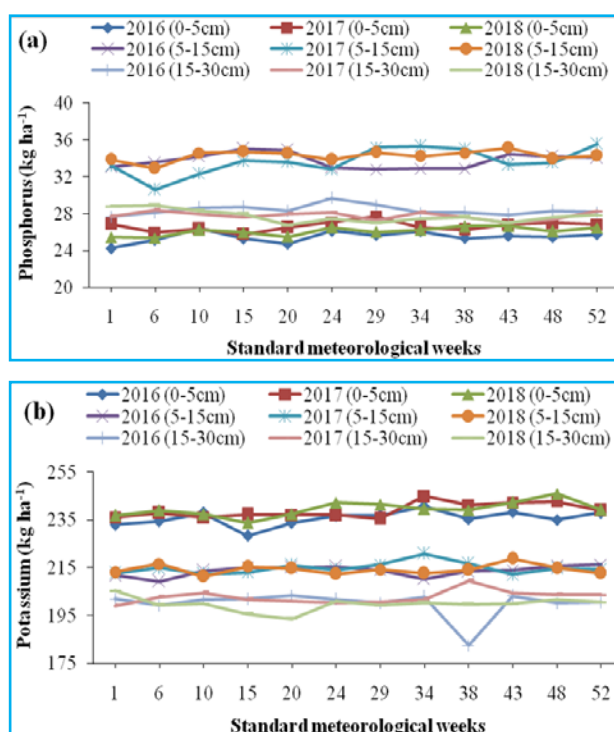 (a)
2016 (0-5cm) 2017 (0-5cm) 2018 (0-5cm)
2016 (5-15cm) 2017 (5-15cm) 2018 (5-15cm)
2016 (15-30cm) 2017 (15-30cm) 2018 (15-30cm)
Phosphorus (kg ha⁻¹)
40
36
32
28
24
20
1 6 10 15 20 24 29 34 38 43 48 52
Standard meteorological weeks
(b)
2016 (0-5cm) 2017 (0-5cm) 2018 (0-5cm)
2016 (5-15cm) 2017 (5-15cm) 2018 (5-15cm)
2016 (15-30cm) 2017 (15-30cm) 2018 (15-30cm)
Potassium (kg ha⁻¹)
255
235
215
195
175
1 6 10 15 20 24 29 34 38 43 48 52
Standard meteorological weeks